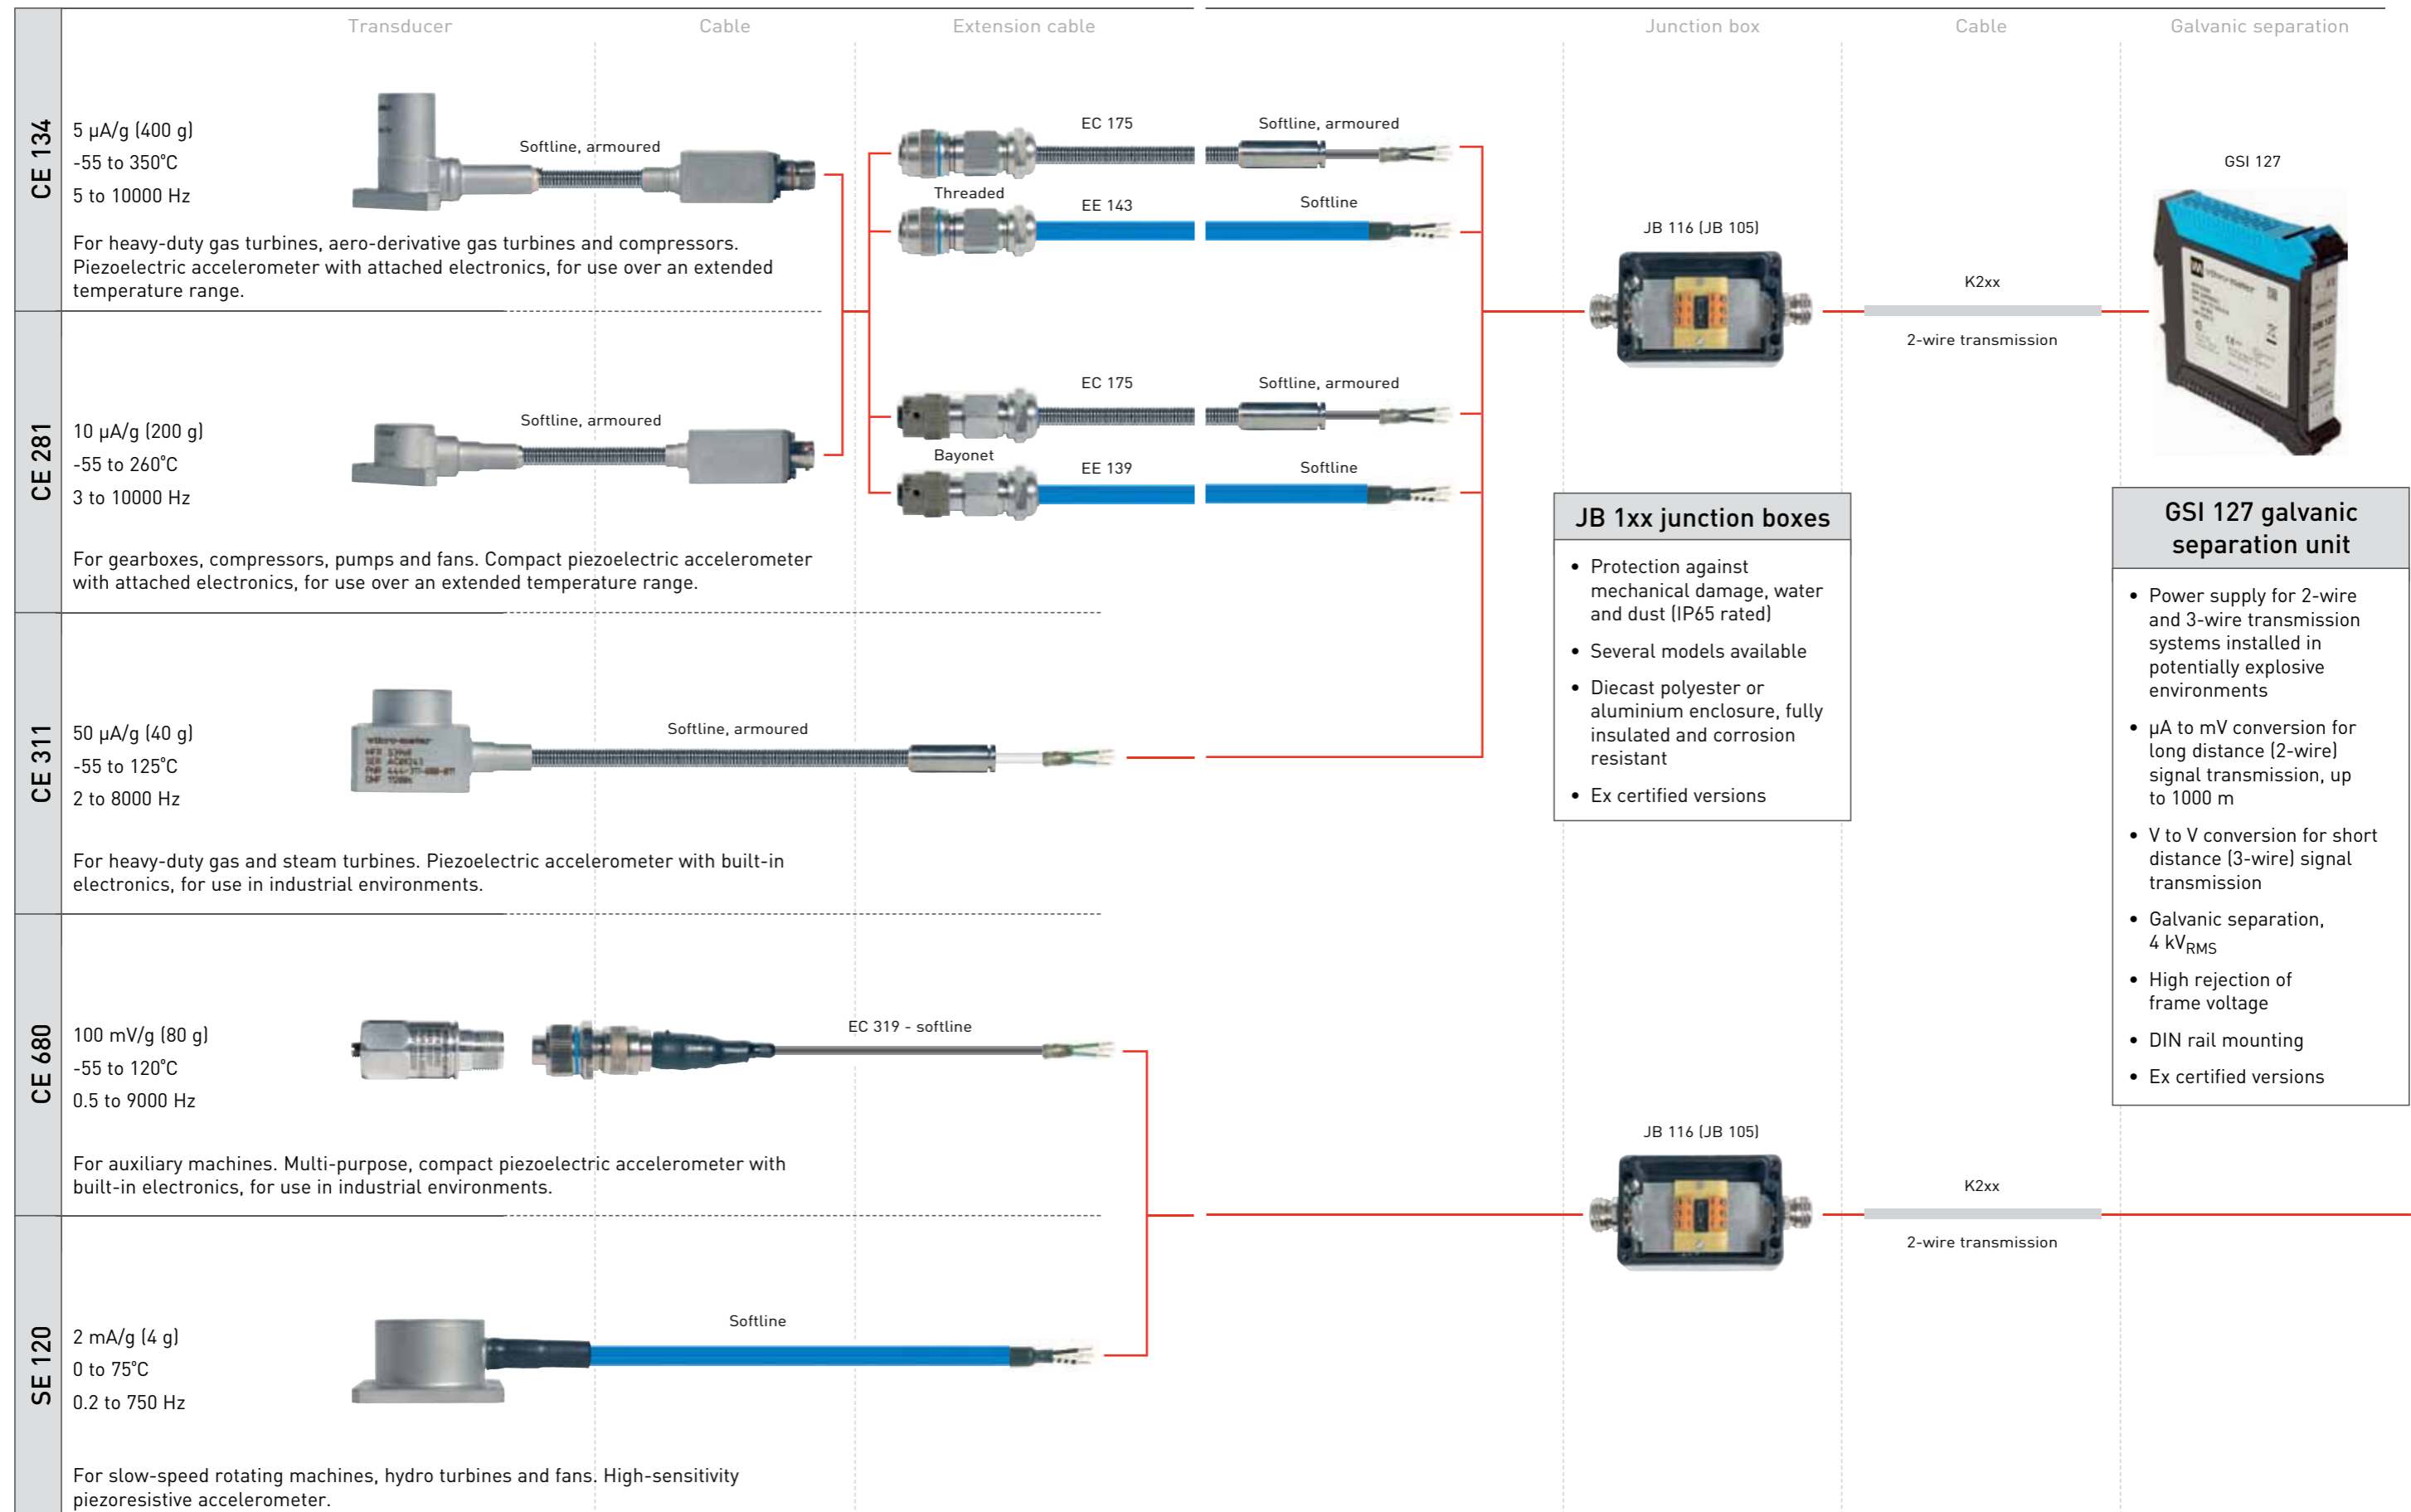 Transducer
Cable
Extension cable
Junction box
Cable
Galvanic separation
CE 134
5 µA/g (400 g)
-55 to 350°C
5 to 10000 Hz
Softline, armoured
For heavy-duty gas turbines, aero-derivative gas turbines and compressors.
Piezoelectric accelerometer with attached electronics, for use over an extended
temperature range.
EC 175
Softline, armoured
Threaded
EE 143
Softline
CE 281
10 µA/g (200 g)
-55 to 260°C
3 to 10000 Hz
Softline, armoured
For gearboxes, compressors, pumps and fans. Compact piezoelectric accelerometer
with attached electronics, for use over an extended temperature range.
EC 175
Softline, armoured
Bayonet
EE 139
Softline
JB 116 (JB 105)
K2xx
2-wire transmission
GSI 127
vibro-meter
GSI 127
JB 1xx junction boxes
• Protection against
mechanical damage, water
and dust (IP65 rated)
• Several models available
• Diecast polyester or
aluminium enclosure, fully
insulated and corrosion
resistant
• Ex certified versions
GSI 127 galvanic
separation unit
• Power supply for 2-wire
and 3-wire transmission
systems installed in
potentially explosive
environments
• µA to mV conversion for
long distance (2-wire)
signal transmission, up
to 1000 m
• V to V conversion for short
distance (3-wire) signal
transmission
• Galvanic separation,
4 kVRMS
• High rejection of
frame voltage
• DIN rail mounting
• Ex certified versions
CE 311
50 µA/g (40 g)
-55 to 125°C
2 to 8000 Hz
Softline, armoured
vibro-meter
For heavy-duty gas and steam turbines. Piezoelectric accelerometer with built-in
electronics, for use in industrial environments.
CE 680
100 mV/g (80 g)
-55 to 120°C
0.5 to 9000 Hz
EC 319 - softline
For auxiliary machines. Multi-purpose, compact piezoelectric accelerometer with
built-in electronics, for use in industrial environments.
JB 116 (JB 105)
K2xx
2-wire transmission
SE 120
2 mA/g (4 g)
0 to 75°C
0.2 to 750 Hz
Softline
For slow-speed rotating machines, hydro turbines and fans. High-sensitivity
piezoresistive accelerometer.